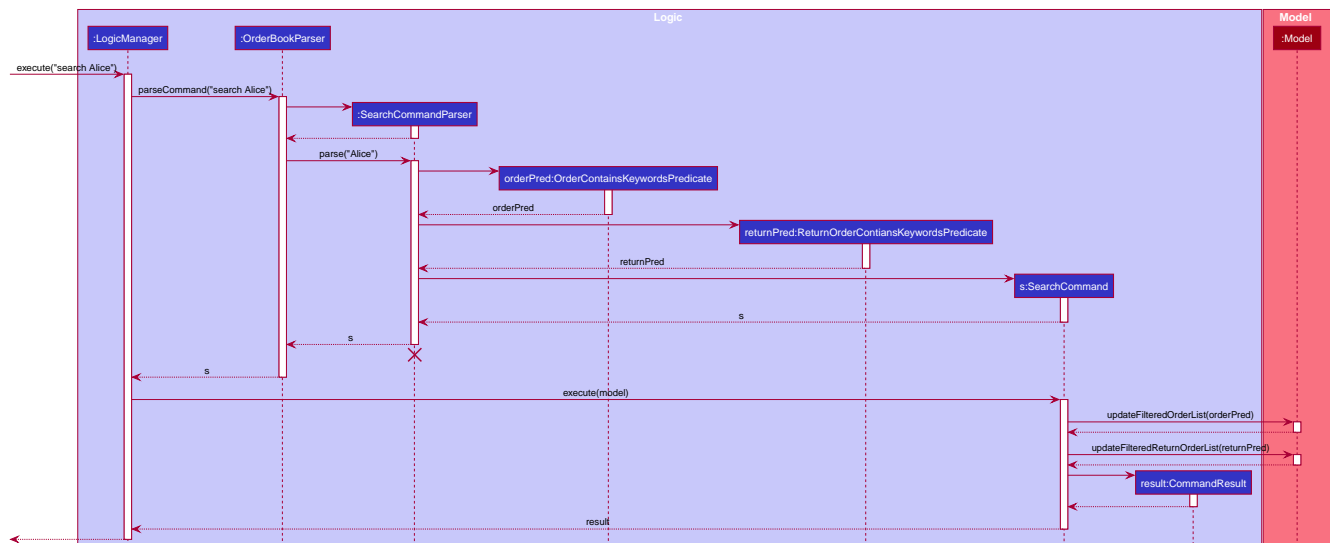 Logic
Model
:LogicManager
:OrderBookParser
:Model
execute("search Alice")
parseCommand("search Alice")
:SearchCommandParser
parse("Alice")
orderPred:OrderContainsKeywordsPredicate
orderPred
returnPred:ReturnOrderContiansKeywordsPredicate
returnPred
s:SearchCommand
s
s
s
execute(model)
updateFilteredOrderList(orderPred)
updateFilteredReturnOrderList(returnPred)
result:CommandResult
result